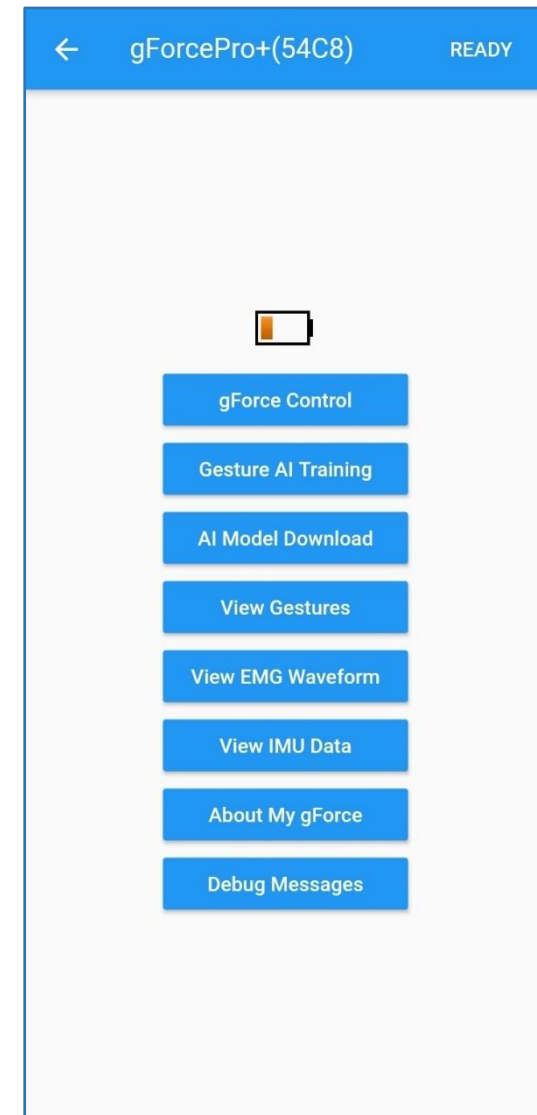 gForcePro+(54C8) READY
gForce Control
Gesture AI Training
AI Model Download
View Gestures
View EMG Waveform
View IMU Data
About My gForce
Debug Messages